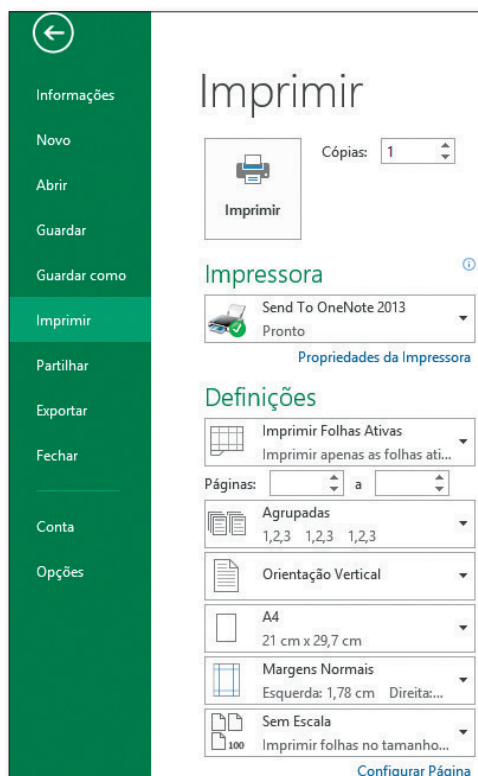 Informações
Novo
Abrir
Guardar
Guardar como
Imprimir
Partilhar
Exportar
Fechar
Conta
Opções
Imprimir
Imprimir
Cópias: 1
Impressora
Send To OneNote 2013
Pronto
Propriedades da Impressora
Definições
Imprimir Folhas Ativas
Imprimir apenas as folhas ati...
Páginas: a
Agrupadas
1,2,3 1,2,3 1,2,3
Orientação Vertical
A4
21 cm x 29,7 cm
Margens Normais
Esquerda: 1,78 cm Direita:...
Sem Escala
100 Imprimir folhas no tamanho...
Configurar Página